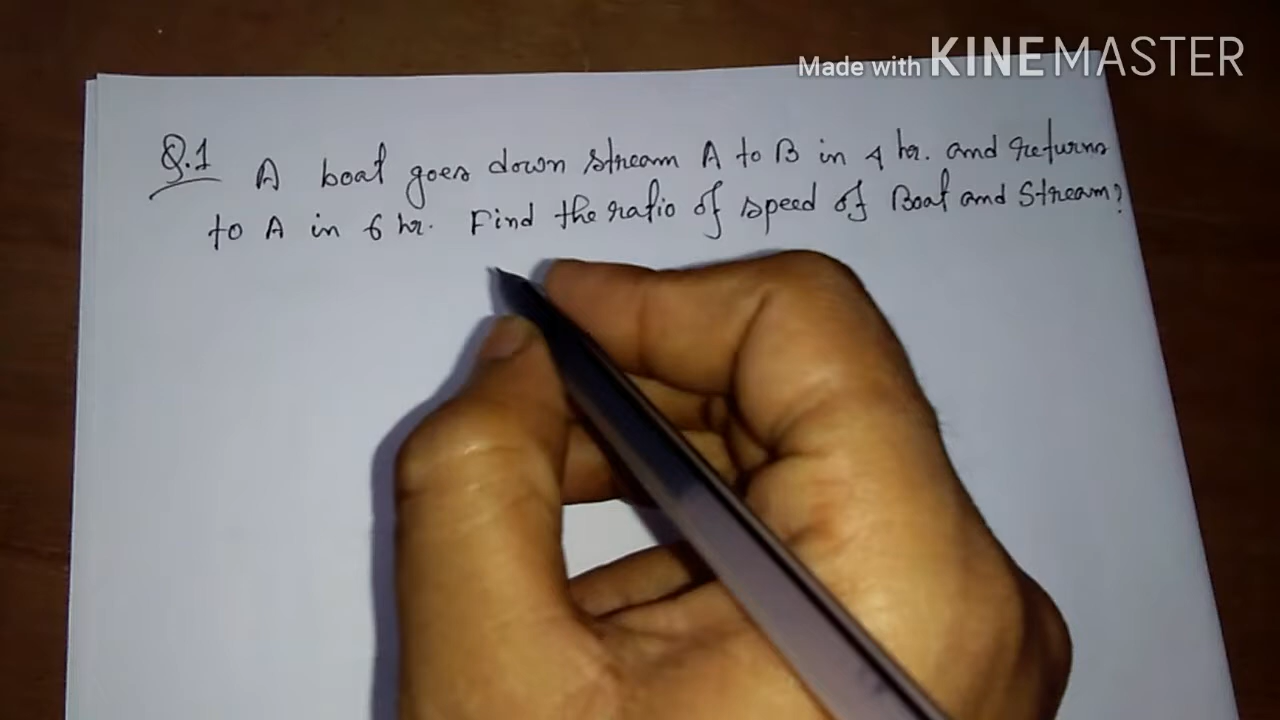 Made with KINEMASTER
Q.1 A boat goes down stream A to B in 4 hr. and returns
to A in 6 hr. Find the ratio of speed of Boat and Stream?